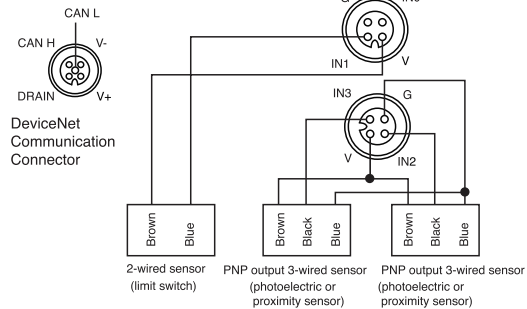 CAN L
CAN H
V-
DRAIN
V+
DeviceNet
Communication
Connector
IN1
V
IN3
G
V
IN2
Brown
Blue
Brown
Black
Blue
Brown
Black
Blue
2-wired sensor
(limit switch)
PNP output 3-wired sensor
(photoelectric or
proximity sensor)
PNP output 3-wired sensor
(photoelectric or
proximity sensor)